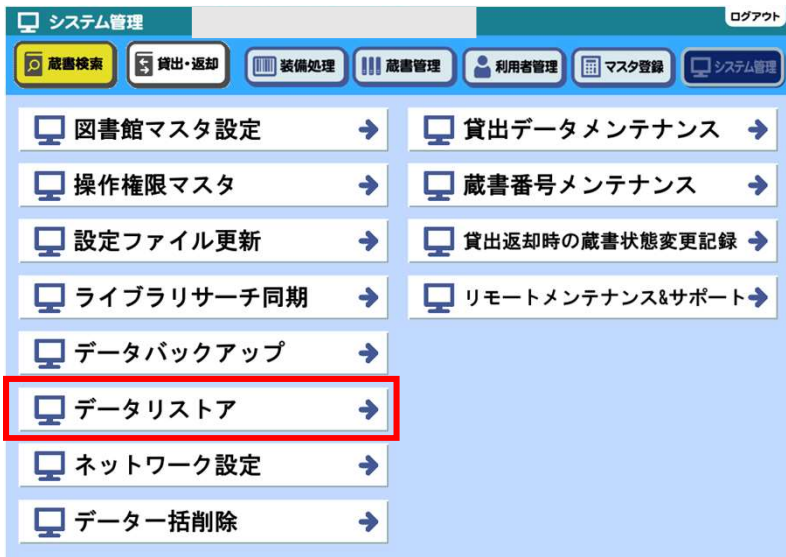 システム管理
ログアウト
蔵書検索
貸出・返却
装備処理
蔵書管理
利用者管理
マスタ登録
システム管理
図書館マスタ設定
操作権限マスタ
設定ファイル更新
ライブラリサーチ同期
データバックアップ
データリストア
ネットワーク設定
データ一括削除
貸出データメンテナンス
蔵書番号メンテナンス
貸出返却時の蔵書状態変更記録
リモートメンテナンス&サポート